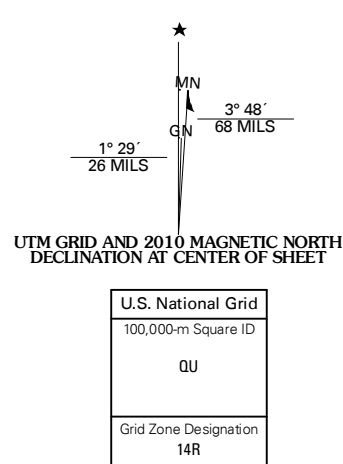 ★
MN
3° 48´
68 MILS
GN
1° 29´
26 MILS
UTM GRID AND 2010 MAGNETIC NORTH
DECLINATION AT CENTER OF SHEET
U.S. National Grid
100,000-m Square ID
QU
Grid Zone Designation
14R